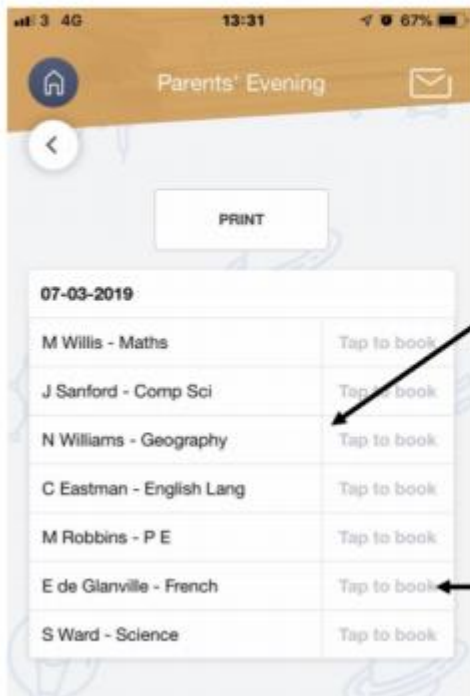 3 4G 13:31 67%
Parents' Evening
PRINT
07-03-2019
M Willis - Maths Tap to book
J Sanford - Comp Sci Tap to book
N Williams - Geography Tap to book
C Eastman - English Lang Tap to book
M Robbins - P E Tap to book
E de Glanville - French Tap to book
S Ward - Science Tap to book